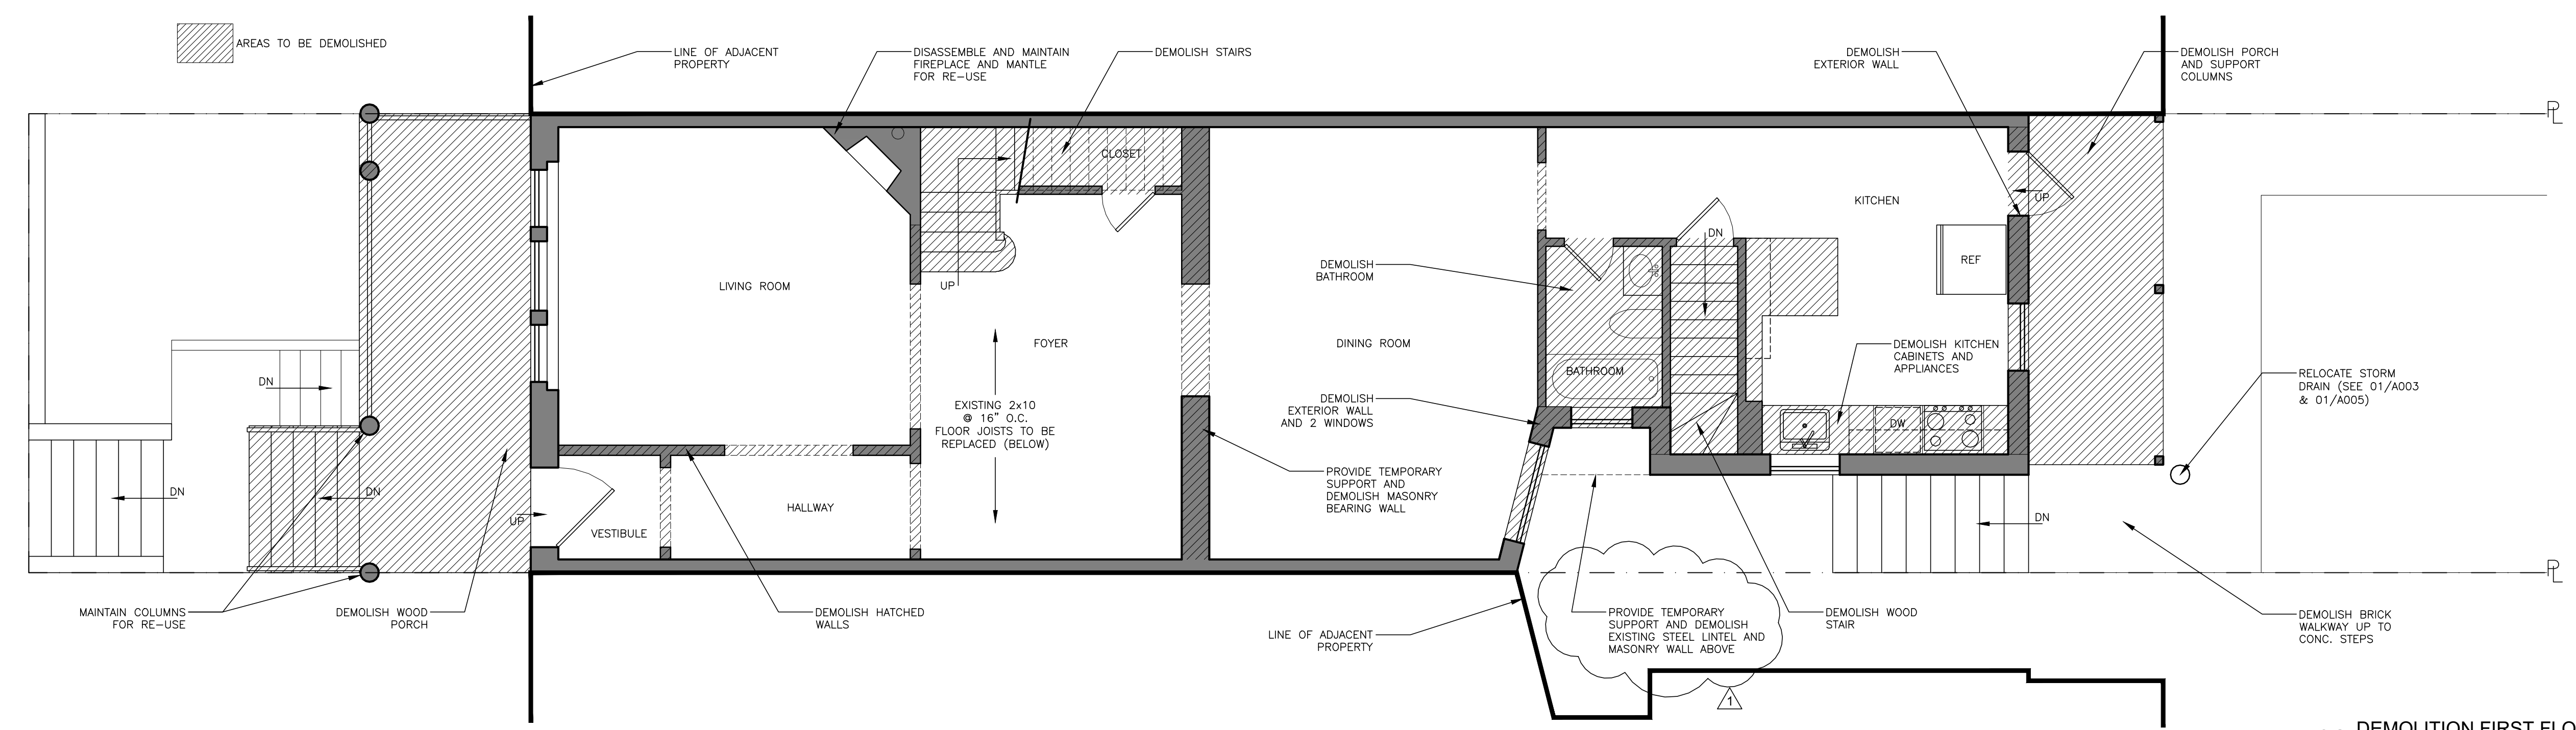 AREAS TO BE DEMOLISHED
LINE OF ADJACENT
PROPERTY
DISASSEMBLE AND MAINTAIN
FIREPLACE AND MANTLE
FOR RE-USE
DEMOLISH STAIRS
DEMOLISH
EXTERIOR WALL
DEMOLISH PORCH
AND SUPPORT
COLUMNS
PL
CLOSET
KITCHEN
UP
DN
REF
DEMOLISH
BATHROOM
LIVING ROOM
UP
FOYER
DINING ROOM
DEMOLISH KITCHEN
CABINETS AND
APPLIANCES
BATHROOM
RELOCATE STORM
DRAIN (SEE 01/A003
& 01/A005)
DN
EXISTING 2x10
@ 16" O.C.
FLOOR JOISTS TO BE
REPLACED (BELOW)
DEMOLISH
EXTERIOR WALL
AND 2 WINDOWS
DW
PROVIDE TEMPORARY
SUPPORT AND
DEMOLISH MASONRY
BEARING WALL
DN
DN
UP
VESTIBULE
HALLWAY
DN
PL
MAINTAIN COLUMNS
FOR RE-USE
DEMOLISH WOOD
PORCH
DEMOLISH HATCHED
WALLS
LINE OF ADJACENT
PROPERTY
PROVIDE TEMPORARY
SUPPORT AND DEMOLISH
EXISTING STEEL LINTEL AND
MASONRY WALL ABOVE
DEMOLISH WOOD
STAIR
DEMOLISH BRICK
WALKWAY UP TO
CONC. STEPS
1
DEMOLITION FIRST FLO